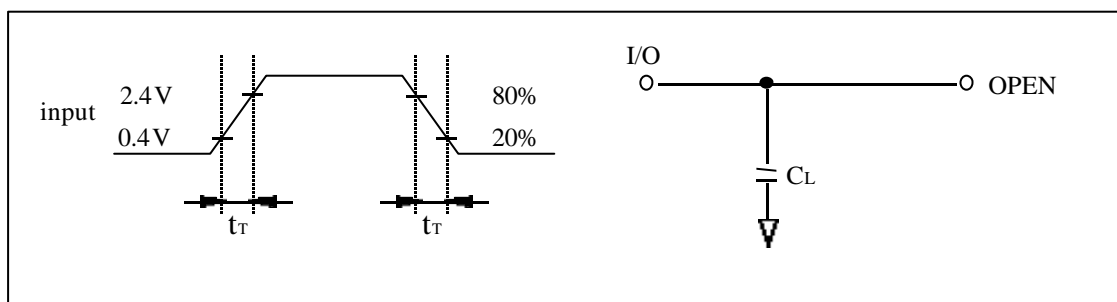 I/O
2.4V 80% OPEN
input
0.4V 20%
CL
tT tT